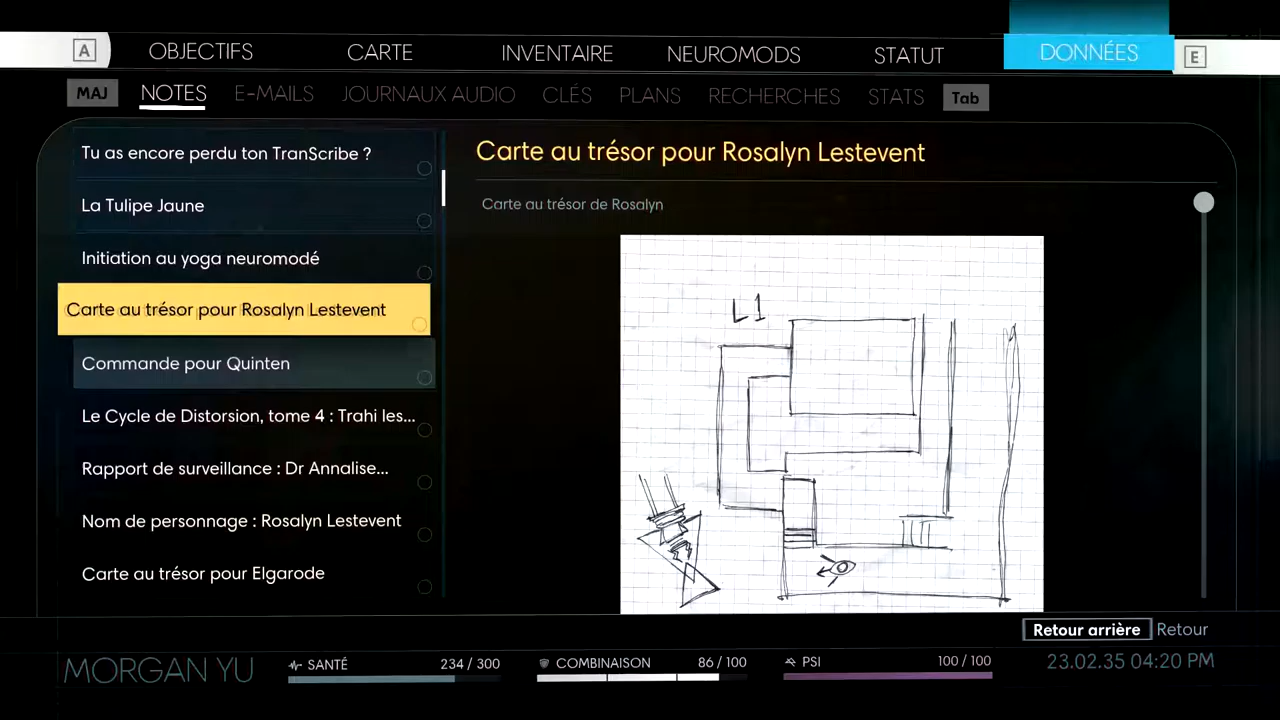 A OBJECTIFS CARTE INVENTAIRE NEUROMODS STATUT DONNÉES E
MAJ NOTES E-MAILS JOURNAUX AUDIO CLÉS PLANS RECHERCHES STATS Tab
Tu as encore perdu ton TranScribe ?
La Tulipe Jaune
Initiation au yoga neuromodé
Carte au trésor pour Rosalyn Lestevent
Commande pour Quinten
Le Cycle de Distorsion, tome 4 : Trahi les...
Rapport de surveillance : Dr Annalise...
Nom de personnage : Rosalyn Lestevent
Carte au trésor pour Elgarode
Carte au trésor pour Rosalyn Lestevent
Carte au trésor de Rosalyn
L1
Retour arrière Retour
MORGAN YU
SANTÉ 234 / 300
COMBINAISON 86 / 100
PSI 100 / 100
23.02.35 04:20 PM